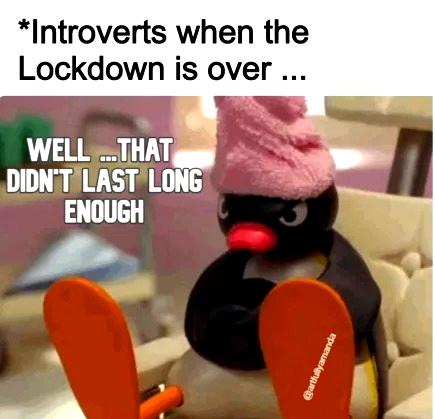 *Introverts when the
Lockdown is over ...
WELL ...THAT
DIDN'T LAST LONG
ENOUGH
@artfullyamanda